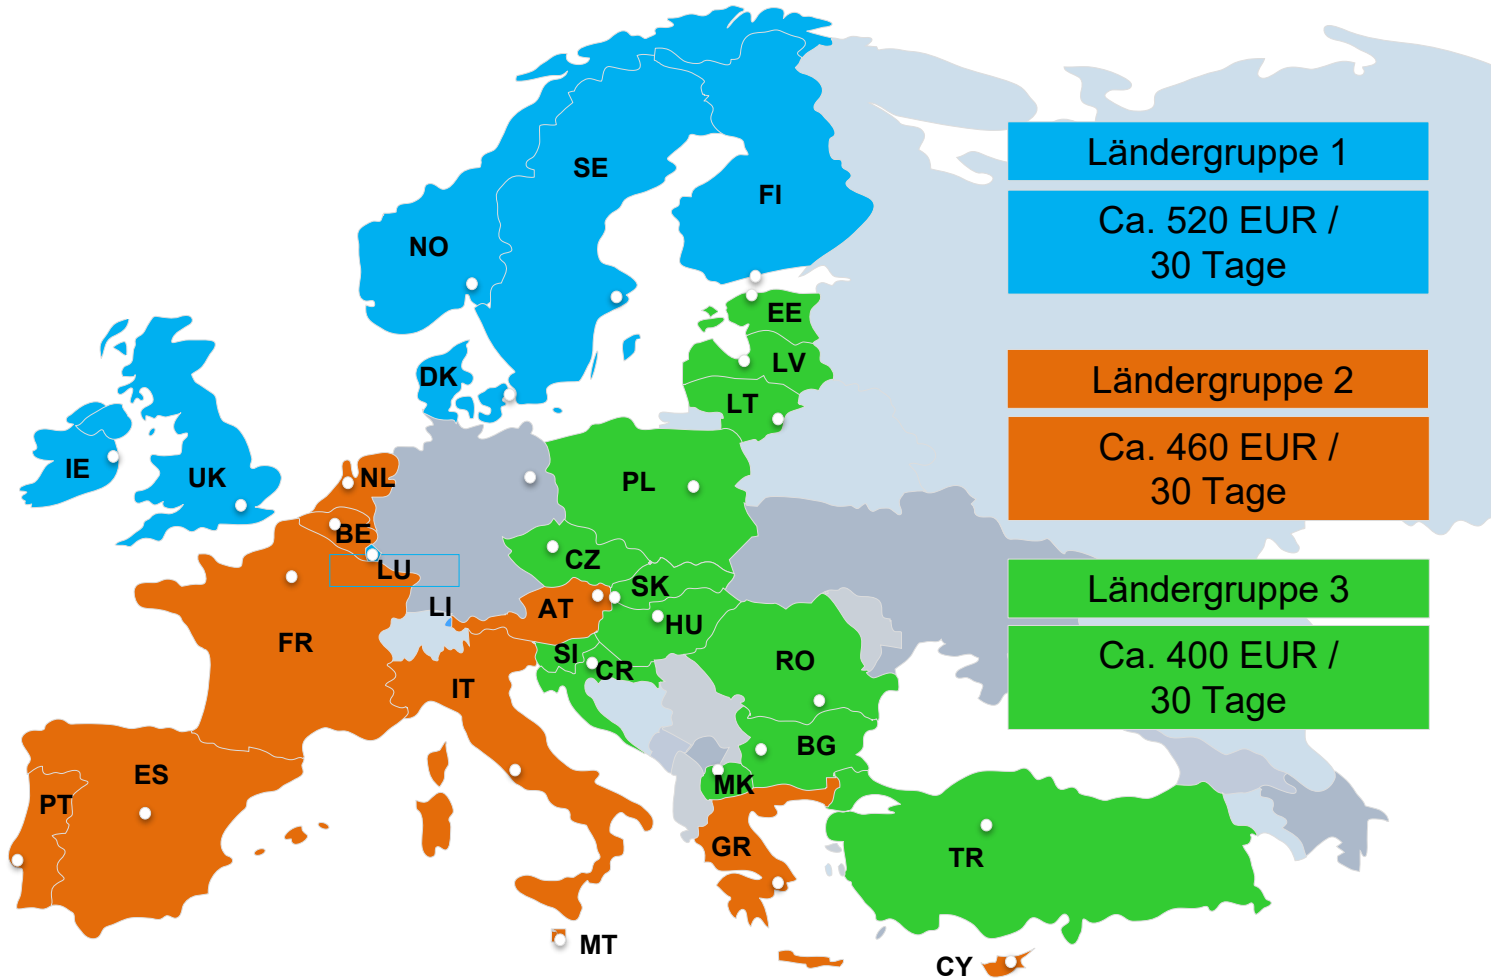 Ländergruppe 1
Ca. 520 EUR /
30 Tage
Ländergruppe 2
Ca. 460 EUR /
30 Tage
Ländergruppe 3
Ca. 400 EUR /
30 Tage
SE
FI
NO
EE
LV
DK
LT
IE
UK
NL
PL
BE
CZ
LU
SK
LI
AT
HU
FR
SI
CR
RO
IT
BG
ES
MK
PT
GR
TR
MT
CY